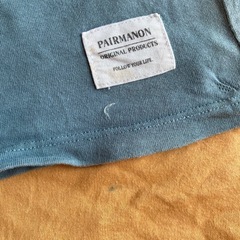 PAIRMANON
ORIGINAL PRODUCTS
FOLLOW YOUR LIFE.